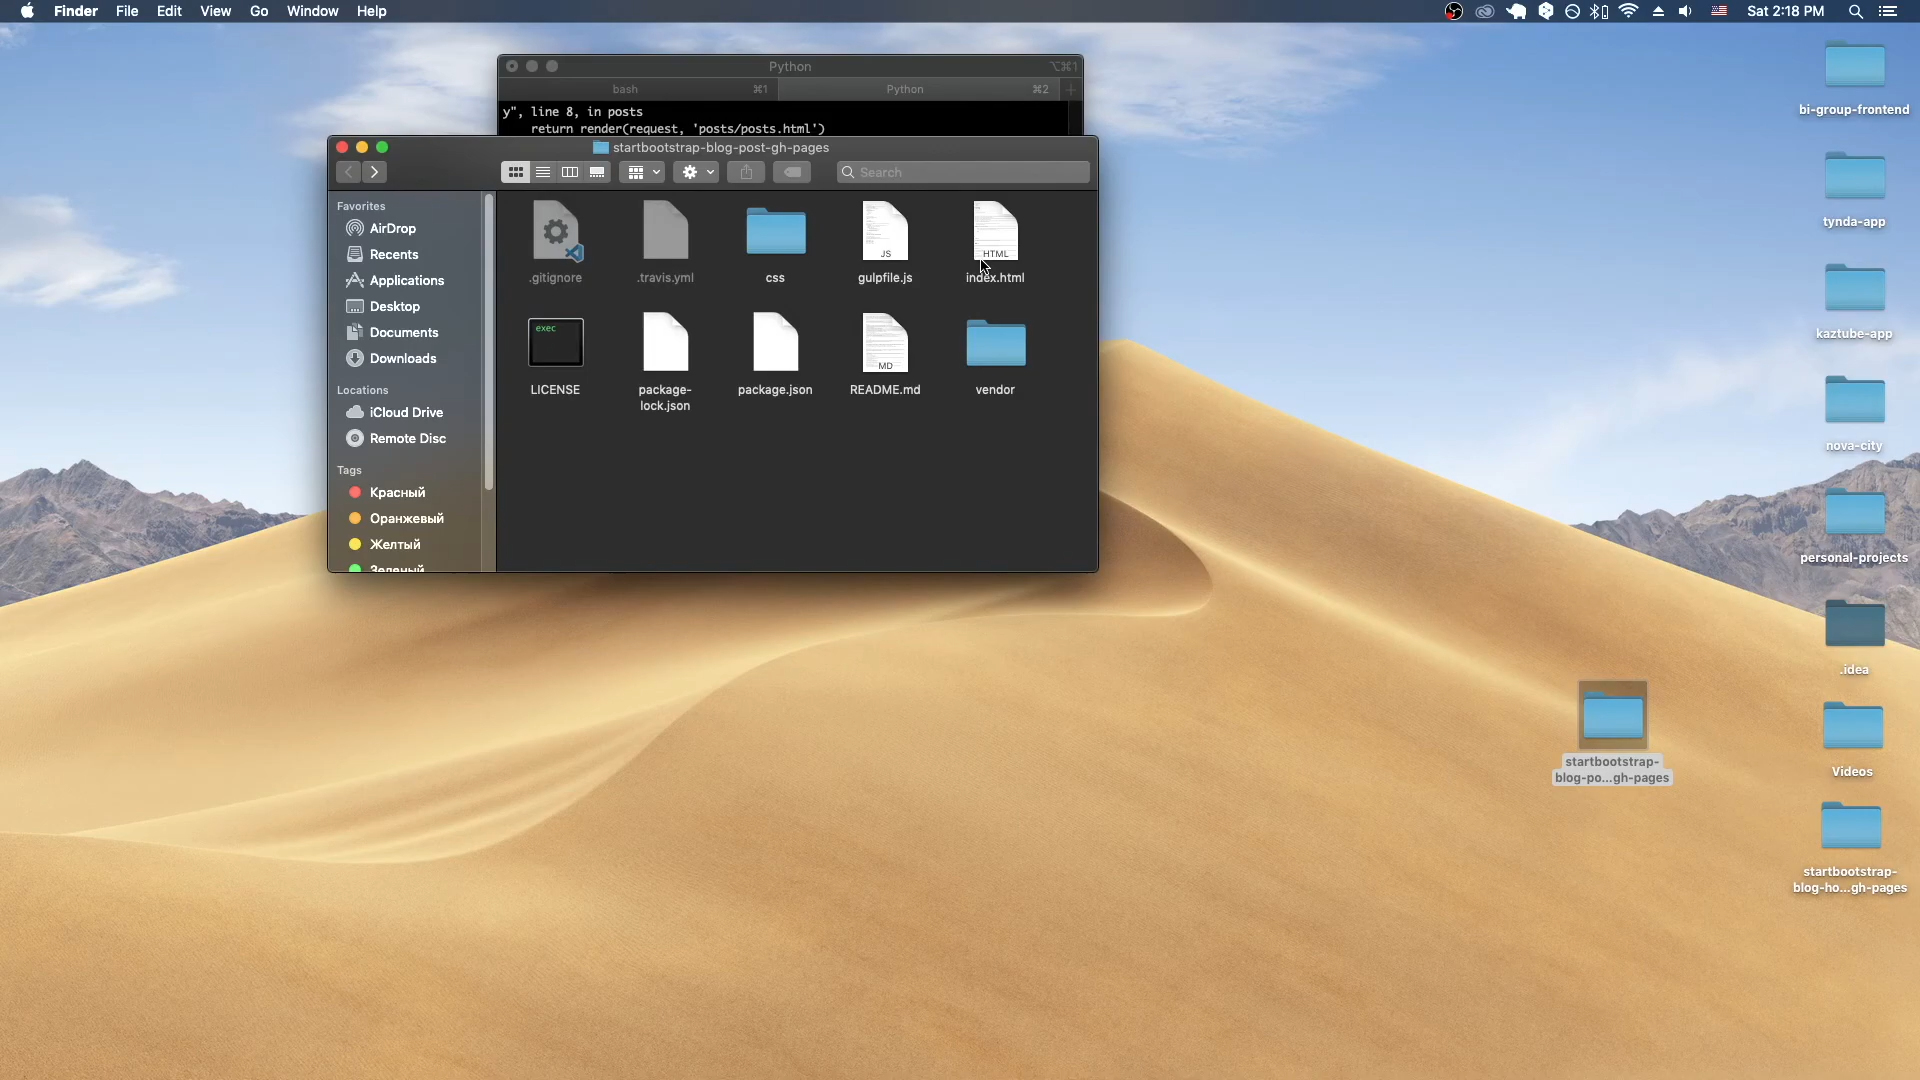 Finder File Edit View Go Window Help
Sat 2:18 PM
Python
⌥⌘1
bash ⌘1
Python ⌘2
y", line 8, in posts
return render(request, 'posts/posts.html')
startbootstrap-blog-post-gh-pages
Search
Favorites
AirDrop
Recents
Applications
Desktop
Documents
Downloads
Locations
iCloud Drive
Remote Disc
Tags
Красный
Оранжевый
Желтый
Зеленый
.gitignore
.travis.yml
css
JS
gulpfile.js
HTML
index.html
exec
LICENSE
package-
lock.json
package.json
MD
README.md
vendor
bi-group-frontend
tynda-app
kaztube-app
nova-city
personal-projects
.idea
startbootstrap-
blog-po...gh-pages
Videos
startbootstrap-
blog-ho...gh-pages